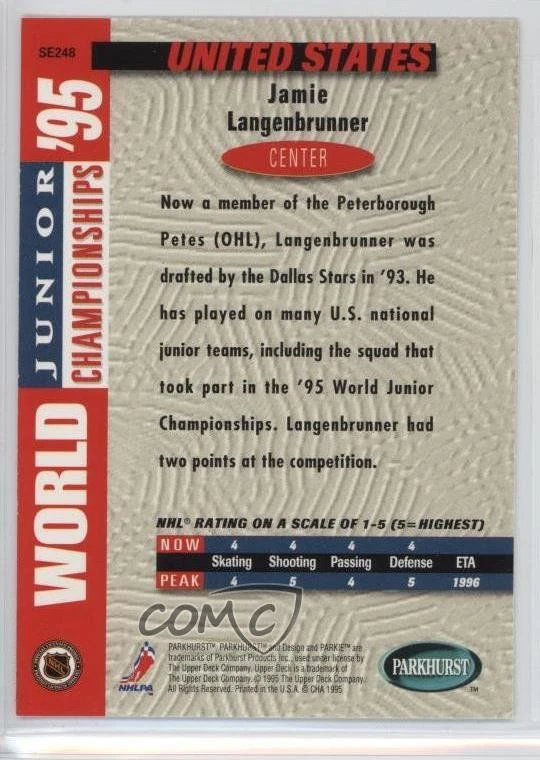 SE248
UNITED STATES
WORLD JUNIOR CHAMPIONSHIPS '95
Jamie
Langenbrunner
CENTER
Now a member of the Peterborough
Petes (OHL), Langenbrunner was
drafted by the Dallas Stars in '93. He
has played on many U.S. national
junior teams, including the squad that
took part in the '95 World Junior
Championships. Langenbrunner had
two points at the competition.
NHL® RATING ON A SCALE OF 1-5 (5=HIGHEST)
NOW 4 4 4 4
Skating Shooting Passing Defense ETA
PEAK 4 5 4 5 1996
COMC
PARKHURST™, PARKHURST™ and Design and PARKIE™ are
trademarks of Parkhurst Products Inc., used under license by
The Upper Deck Company. Upper Deck is a trademark of
The Upper Deck Company. © 1995 The Upper Deck Company.
All Rights Reserved. Printed in the U.S.A. © CHA 1995
NHL
NHLPA
PARKHURST™